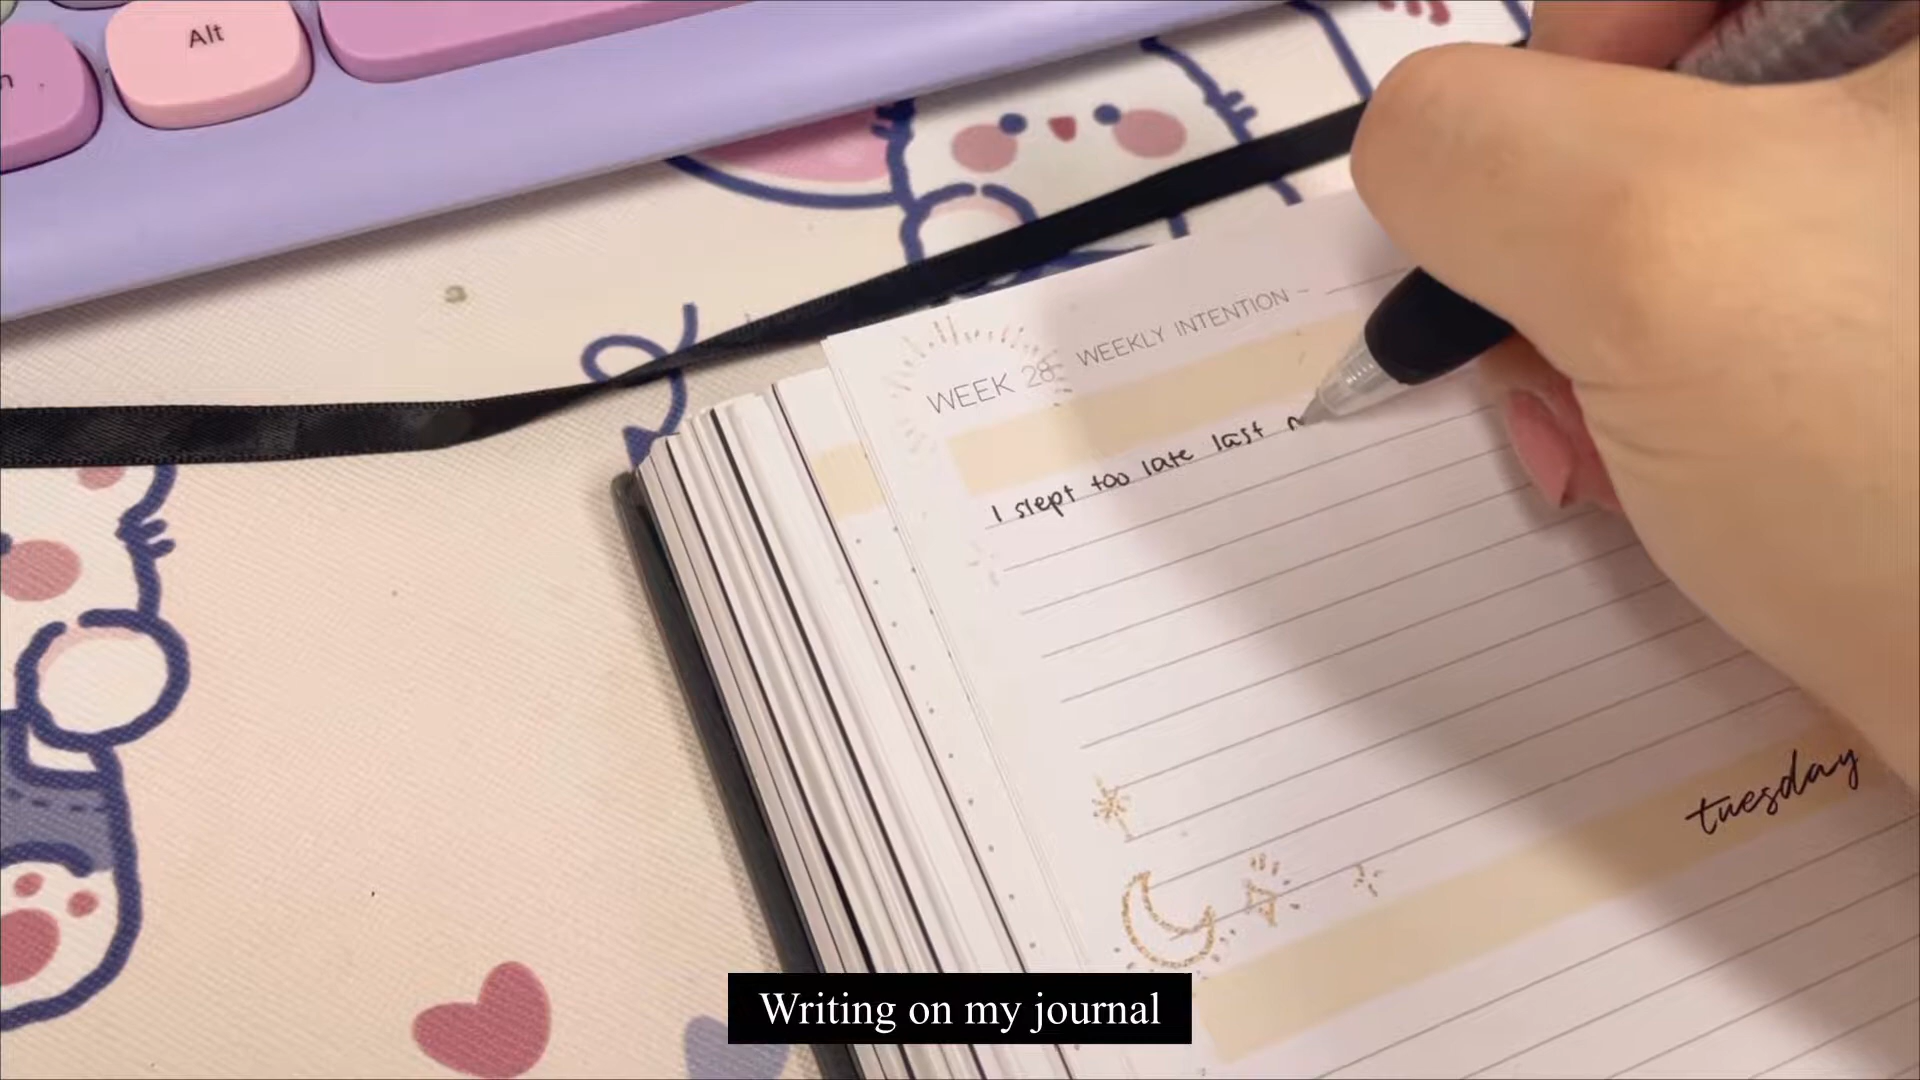 Alt
n
WEEK 28 WEEKLY INTENTION -
I slept too late last n
tuesday
Writing on my journal